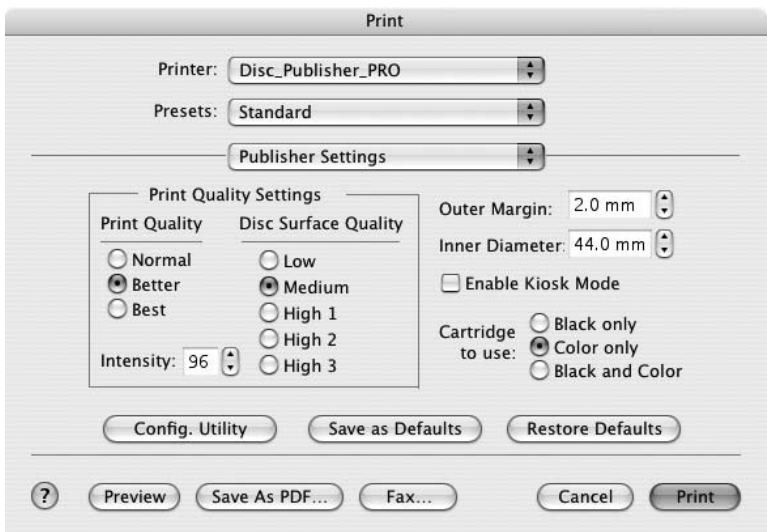 Print
Printer: Disc_Publisher_PRO
Presets: Standard
Publisher Settings
Print Quality Settings
Print Quality
Normal
Better
Best
Intensity: 96
Disc Surface Quality
Low
Medium
High 1
High 2
High 3
Outer Margin: 2.0 mm
Inner Diameter: 44.0 mm
Enable Kiosk Mode
Cartridge
to use:
Black only
Color only
Black and Color
Config. Utility Save as Defaults Restore Defaults
? Preview Save As PDF... Fax... Cancel Print